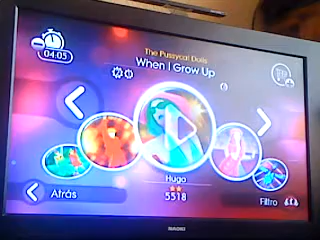 04:05
The Pussycat Dolls
When I Grow Up
Hugo
5518
Atrás
Filtro